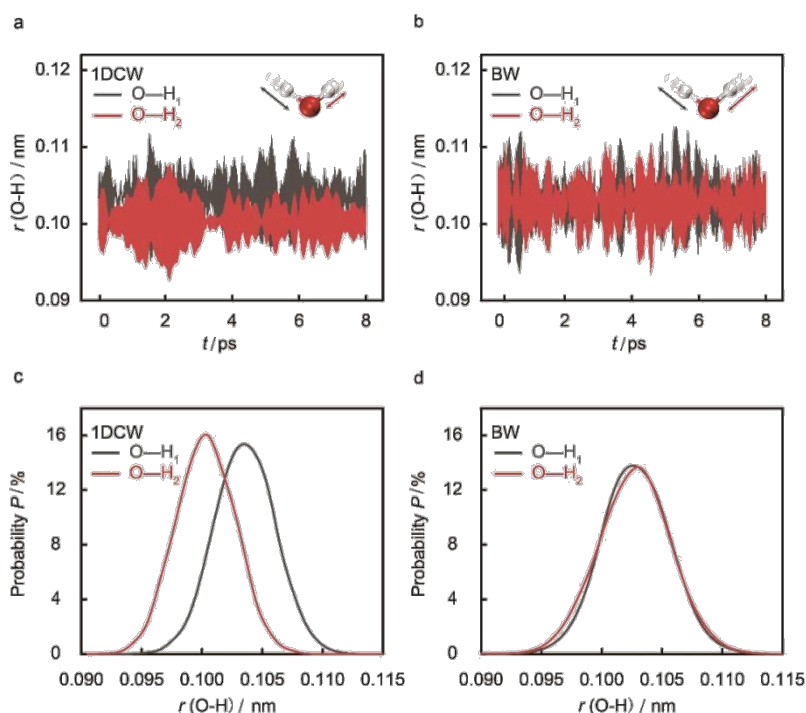 a
1DCW
O—H₁
O—H₂
r (O-H) / nm
0.12
0.11
0.10
0.09
0 2 4 6 8
t /ps
b
BW
O—H₁
O—H₂
r (O-H) / nm
0.12
0.11
0.10
0.09
0 2 4 6 8
t /ps
c
1DCW
O—H₁
O—H₂
Probability P / %
16
12
8
4
0
0.090 0.095 0.100 0.105 0.110 0.115
r (O-H) / nm
d
BW
O—H₁
O—H₂
Probability P / %
16
12
8
4
0
0.090 0.095 0.100 0.105 0.110 0.115
r (O-H) / nm